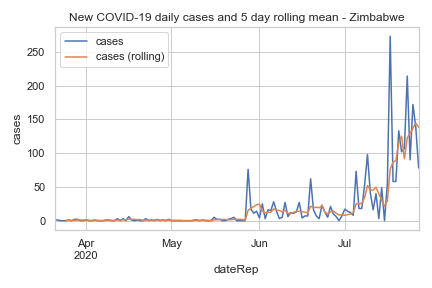 New COVID-19 daily cases and 5 day rolling mean - Zimbabwe
cases
cases (rolling)
250
200
150
100
50
0
cases
Apr
2020
May
Jun
Jul
dateRep